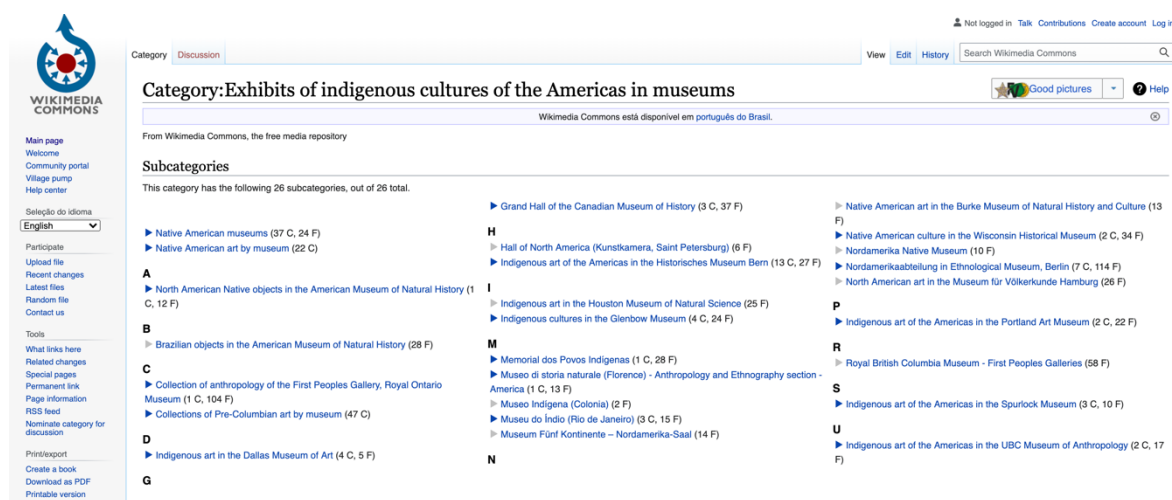 Not logged in Talk Contributions Create account Log in
Category Discussion
View Edit History Search Wikimedia Commons
WIKIMEDIA
COMMONS
Category:Exhibits of indigenous cultures of the Americas in museums
Good pictures
Help
Wikimedia Commons está disponível em português do Brasil.
From Wikimedia Commons, the free media repository
Main page
Welcome
Community portal
Village pump
Help center
Seleção do idioma
English
Participate
Upload file
Recent changes
Latest files
Random file
Contact us
Tools
What links here
Related changes
Special pages
Permanent link
Page information
RSS feed
Nominate category for
discussion
Print/export
Create a book
Download as PDF
Printable version
Subcategories
This category has the following 26 subcategories, out of 26 total.
Native American museums (37 C, 24 F)
Native American art by museum (22 C)
A
North American Native objects in the American Museum of Natural History (1
C, 12 F)
B
Brazilian objects in the American Museum of Natural History (28 F)
C
Collection of anthropology of the First Peoples Gallery, Royal Ontario
Museum (1 C, 104 F)
Collections of Pre-Columbian art by museum (47 C)
D
Indigenous art in the Dallas Museum of Art (4 C, 5 F)
G
Grand Hall of the Canadian Museum of History (3 C, 37 F)
H
Hall of North America (Kunstkamera, Saint Petersburg) (6 F)
Indigenous art of the Americas in the Historisches Museum Bern (13 C, 27 F)
I
Indigenous art in the Houston Museum of Natural Science (25 F)
Indigenous cultures in the Glenbow Museum (4 C, 24 F)
M
Memorial dos Povos Indígenas (1 C, 28 F)
Museo di storia naturale (Florence) - Anthropology and Ethnography section -
America (1 C, 13 F)
Museo Indígena (Colonia) (2 F)
Museu do Índio (Rio de Janeiro) (3 C, 15 F)
Museum Fünf Kontinente – Nordamerika-Saal (14 F)
N
Native American art in the Burke Museum of Natural History and Culture (13
F)
Native American culture in the Wisconsin Historical Museum (2 C, 34 F)
Nordamerika Native Museum (10 F)
Nordamerikaabteilung in Ethnological Museum, Berlin (7 C, 114 F)
North American art in the Museum für Völkerkunde Hamburg (26 F)
P
Indigenous art of the Americas in the Portland Art Museum (2 C, 22 F)
R
Royal British Columbia Museum - First Peoples Galleries (58 F)
S
Indigenous art of the Americas in the Spurlock Museum (3 C, 10 F)
U
Indigenous art of the Americas in the UBC Museum of Anthropology (2 C, 17
F)